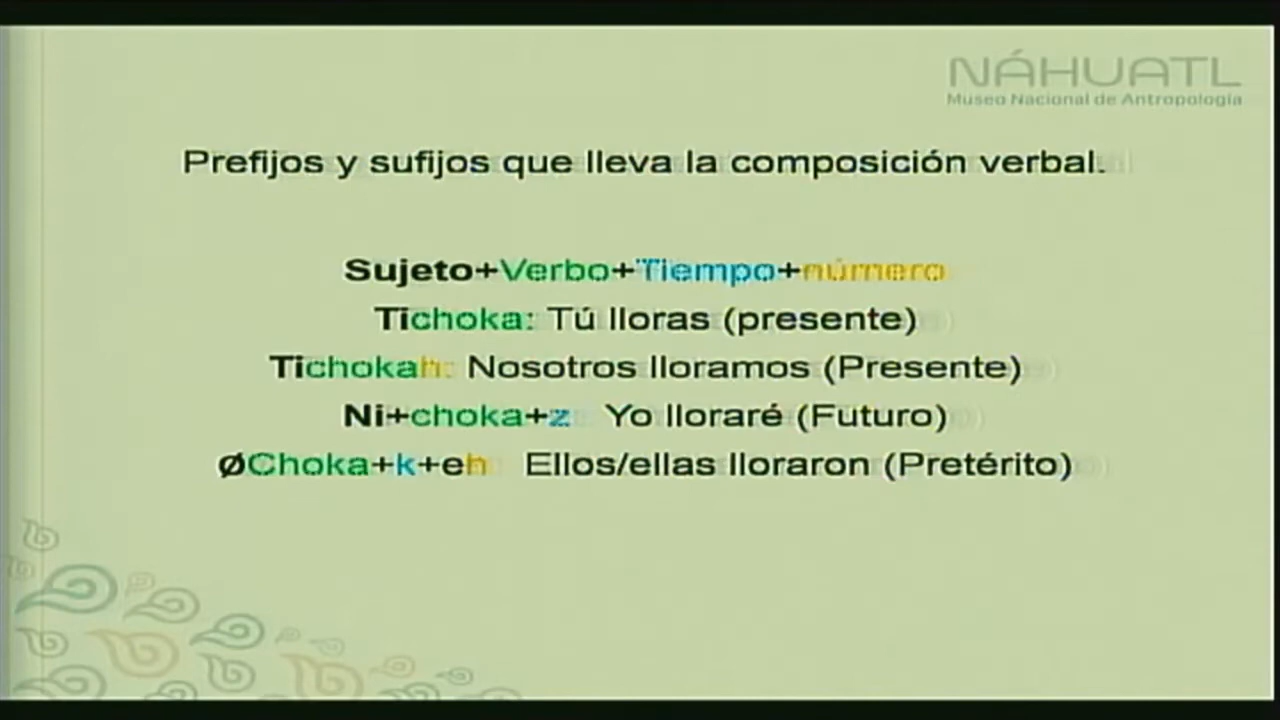 NÁHUATL
Museo Nacional de Antropología
Prefijos y sufijos que lleva la composición verbal.
Sujeto+Verbo+Tiempo+número
Tichoka: Tú lloras (presente)
Tichokah: Nosotros lloramos (Presente)
Ni+choka+z Yo lloraré (Futuro)
ØChoka+k+eh Ellos/ellas lloraron (Pretérito)